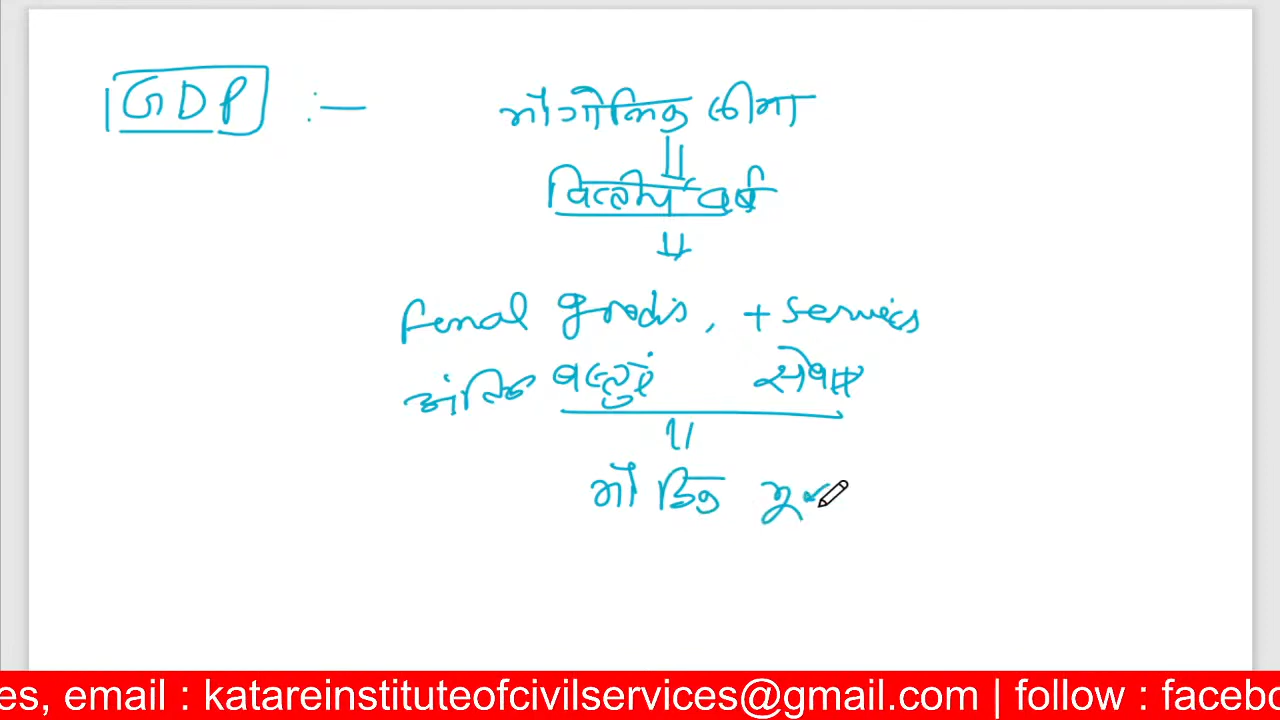 GDP :— भौगोलिक सीमा
वित्तीय वर्ष
Final goods, + services
अंतिम वस्तुएं सेवाएं
मौद्रिक
es, email : katareinstituteofcivilservices@gmail.com | follow : facebo